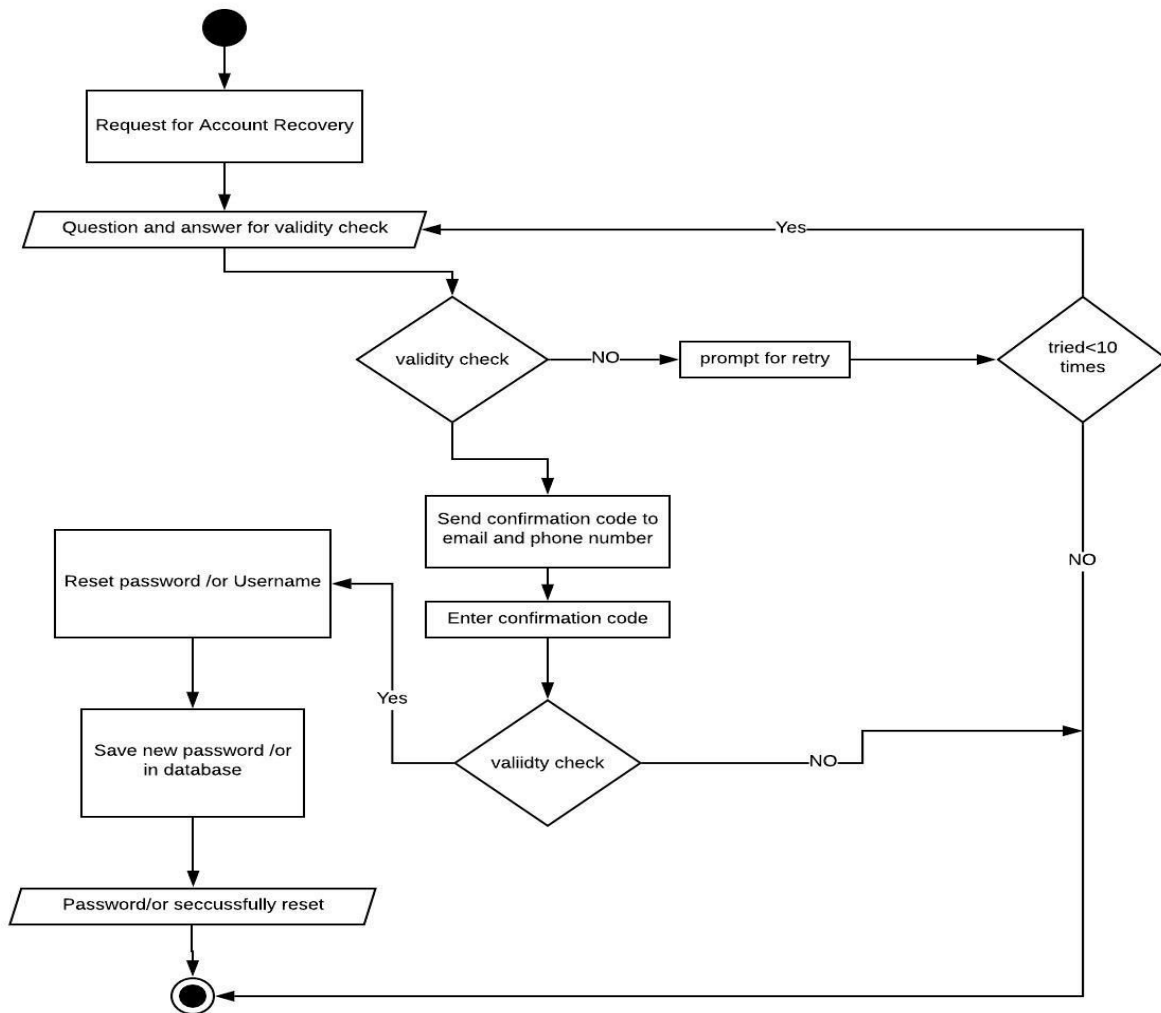 Request for Account Recovery
Question and answer for validity check
Yes
validity check
NO
prompt for retry
tried<10
times
Send confirmation code to
email and phone number
Reset password /or Username
NO
Enter confirmation code
Yes
Save new password /or
in database
valiidty check
NO
Password/or seccussfully reset